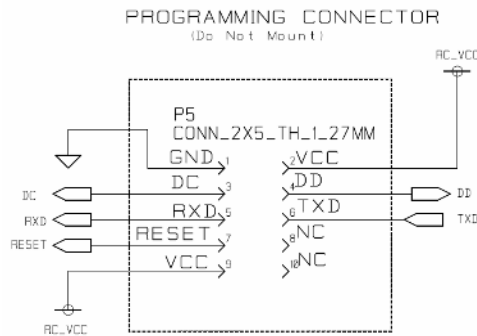 PROGRAMMING CONNECTOR
(Do Not Mount)
RC_VCC
P5
CONN_2X5_TH_1_27MM
GND 1 2 VCC
DC DC 3 4 DD DD
RXD RXD 5 6 TXD TXD
RESET RESET 7 8 NC
VCC 9 10 NC
RC_VCC